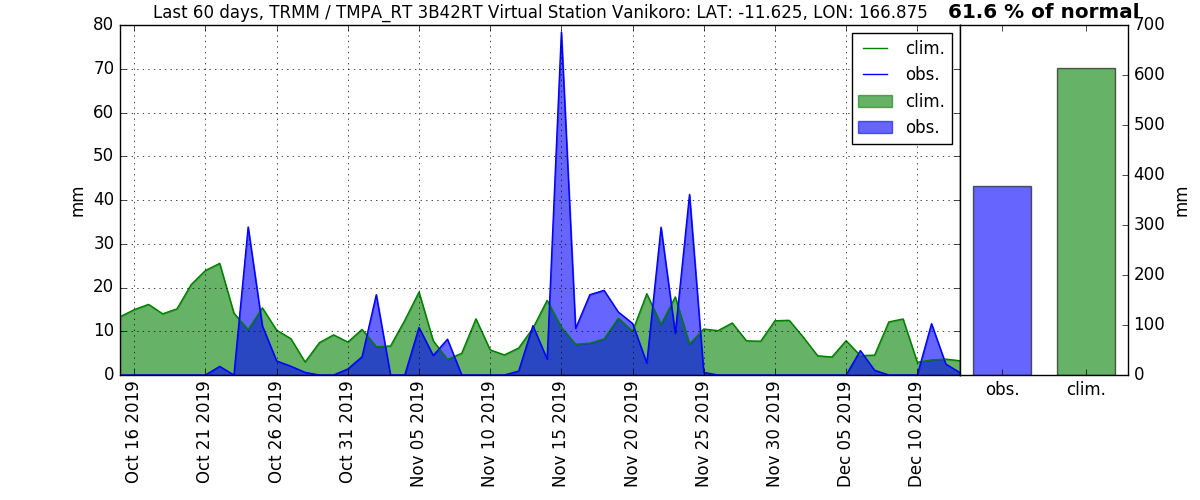 Last 60 days, TRMM / TMPA_RT 3B42RT Virtual Station Vanikoro: LAT: -11.625, LON: 166.875
61.6 % of normal
80
70
60
50
40
30
20
10
0
mm
clim.
obs.
clim.
obs.
Oct 16 2019
Oct 21 2019
Oct 26 2019
Oct 31 2019
Nov 05 2019
Nov 10 2019
Nov 15 2019
Nov 20 2019
Nov 25 2019
Nov 30 2019
Dec 05 2019
Dec 10 2019
700
600
500
400
300
200
100
0
mm
obs.
clim.